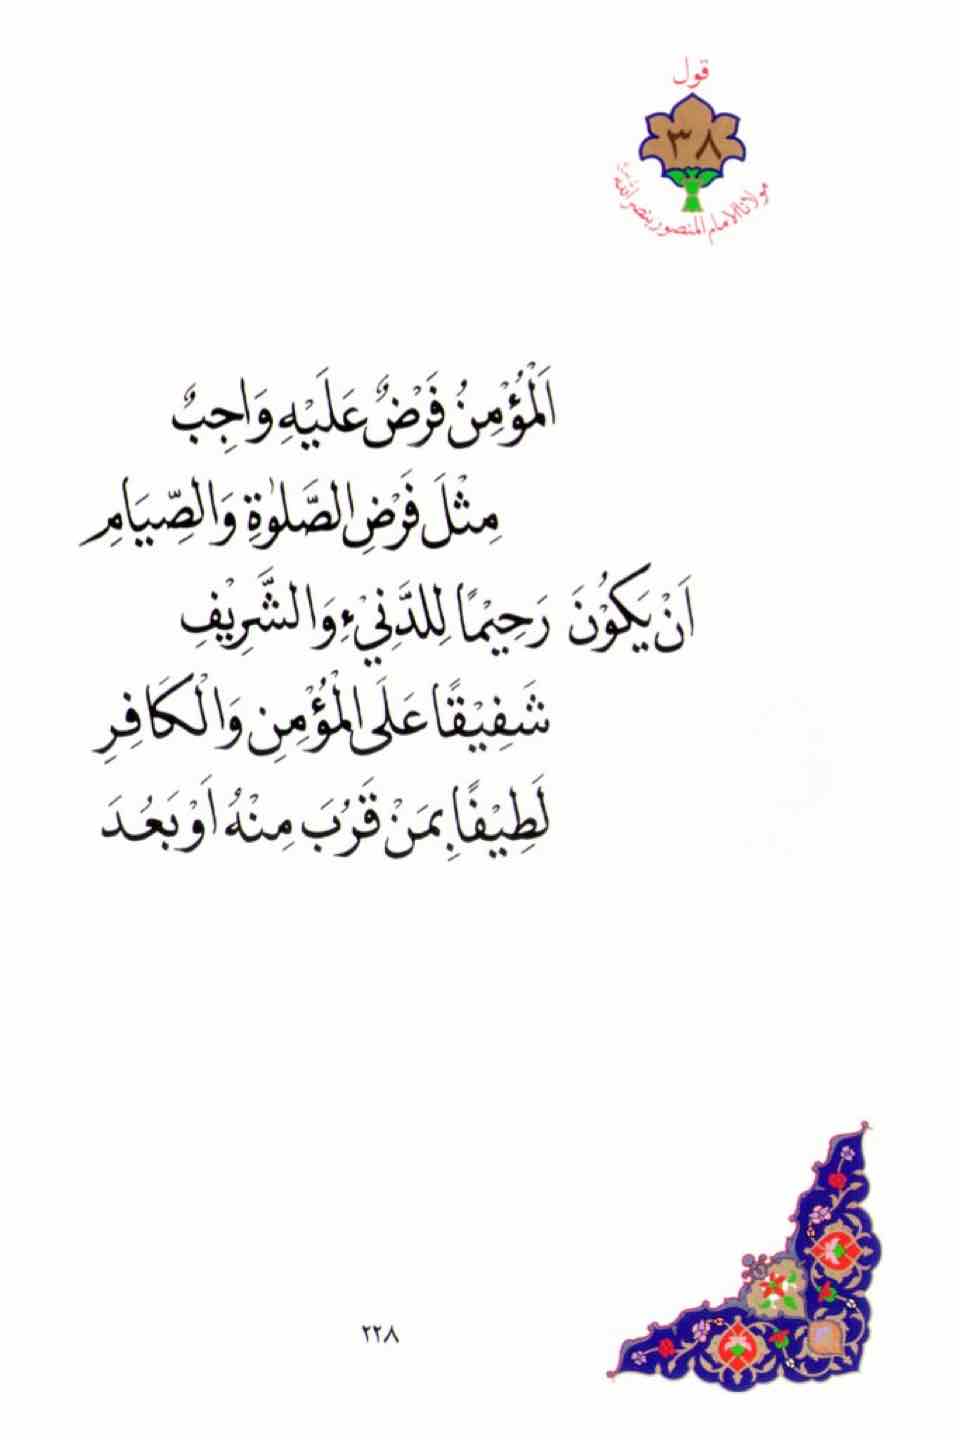 قول
٣٨
مولانا الامام المنصور بنصر الله
اَلْمُؤْمِنُ فَرْضٌ عَلَيْهِ وَاجِبٌ
مِثْلَ فَرْضِ الصَّلٰوةِ وَالصِّيَامِ
اَنْ يَكُوْنَ رَحِيْمًا لِلدَّنِيْءِ وَالشَّرِيْفِ
شَفِيْقًا عَلَى الْمُؤْمِنِ وَالْكَافِرِ
لَطِيْفًا بِمَنْ قَرُبَ مِنْهُ اَوْ بَعُدَ
٢٢٨